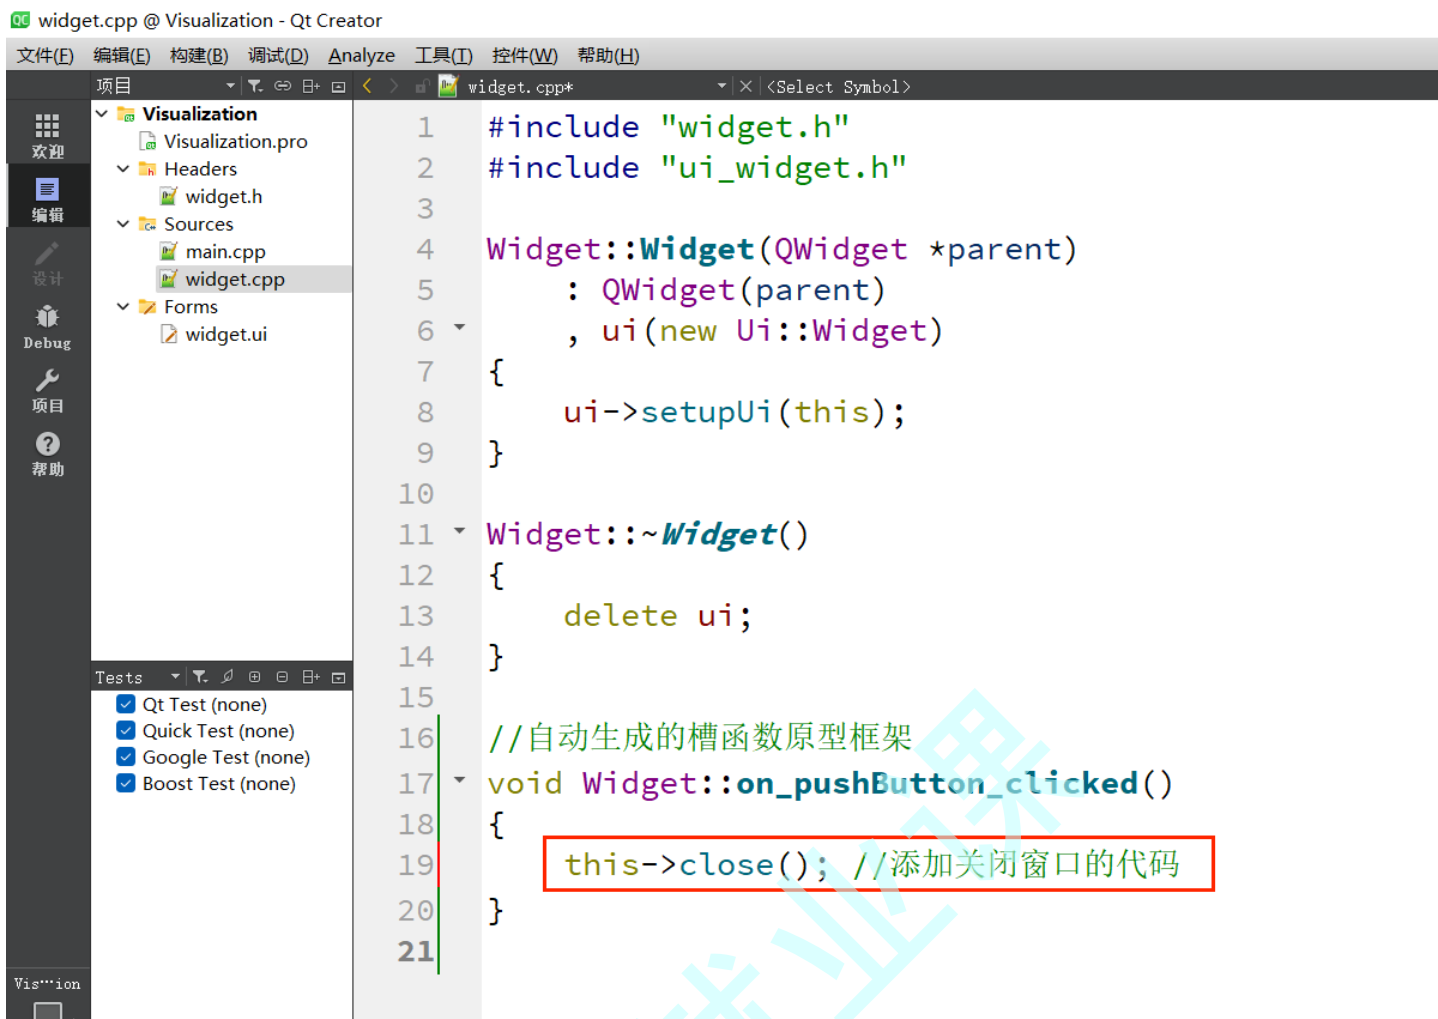 widget.cpp @ Visualization - Qt Creator
文件(F) 编辑(E) 构建(B) 调试(D) Analyze 工具(T) 控件(W) 帮助(H)
项目
widget.cpp*
<Select Symbol>
欢迎
编辑
设计
Debug
项目
帮助
Vis···ion
Visualization
Visualization.pro
Headers
widget.h
Sources
main.cpp
widget.cpp
Forms
widget.ui
Tests
Qt Test (none)
Quick Test (none)
Google Test (none)
Boost Test (none)
1 #include "widget.h"
2 #include "ui_widget.h"
3
4 Widget::Widget(QWidget *parent)
5 : QWidget(parent)
6 , ui(new Ui::Widget)
7 {
8 ui->setupUi(this);
9 }
10
11 Widget::~Widget()
12 {
13 delete ui;
14 }
15
16 //自动生成的槽函数原型框架
17 void Widget::on_pushButton_clicked()
18 {
19 this->close(); //添加关闭窗口的代码
20 }
21